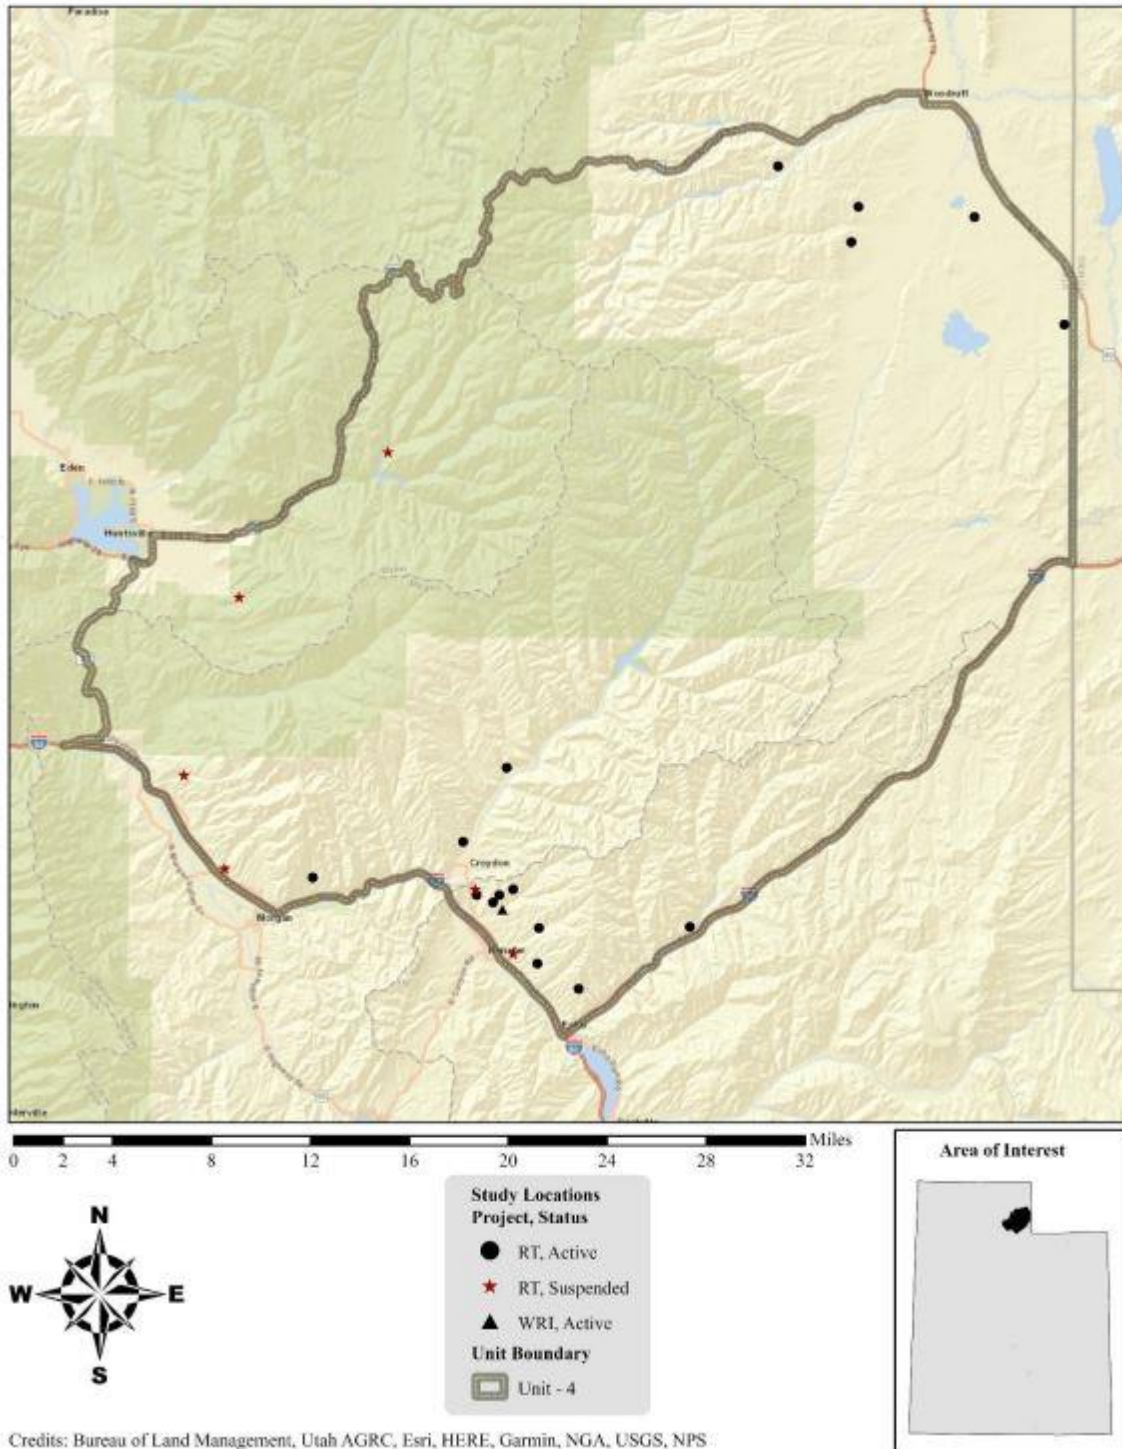 Paradise
Woodruff
Eden
Huntsvill
Croydon
Morgan
Miles
0 2 4 8 12 16 20 24 28 32
Area of Interest
Study Locations
Project, Status
RT, Active
RT, Suspended
WRI, Active
Unit Boundary
Unit - 4
N
W E
S
Credits: Bureau of Land Management, Utah AGRC, Esri, HERE, Garmin, NGA, USGS, NPS